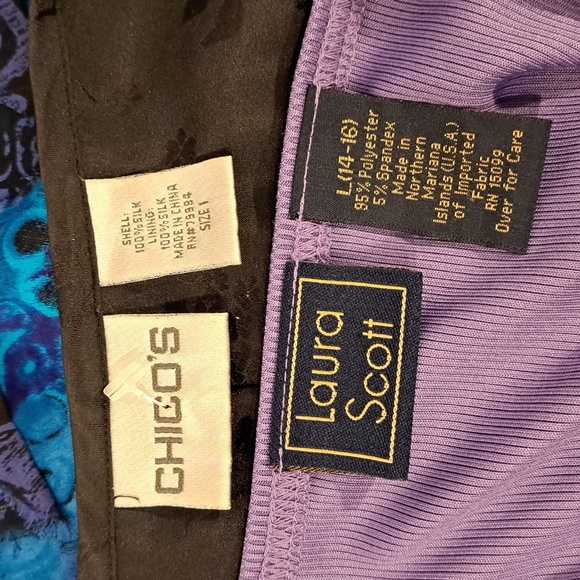 SHELL:
100%SILK
LINING:
100%SILK
MADE IN CHINA
RN#79984
SIZE 1
CHICO'S
L(14-16)
95% Polyester
5% Spandex
Made in
Northern
Mariana
Islands (U.S.A.)
of Imported
Fabric
RN 15099
Over for Care
Laura
Scott